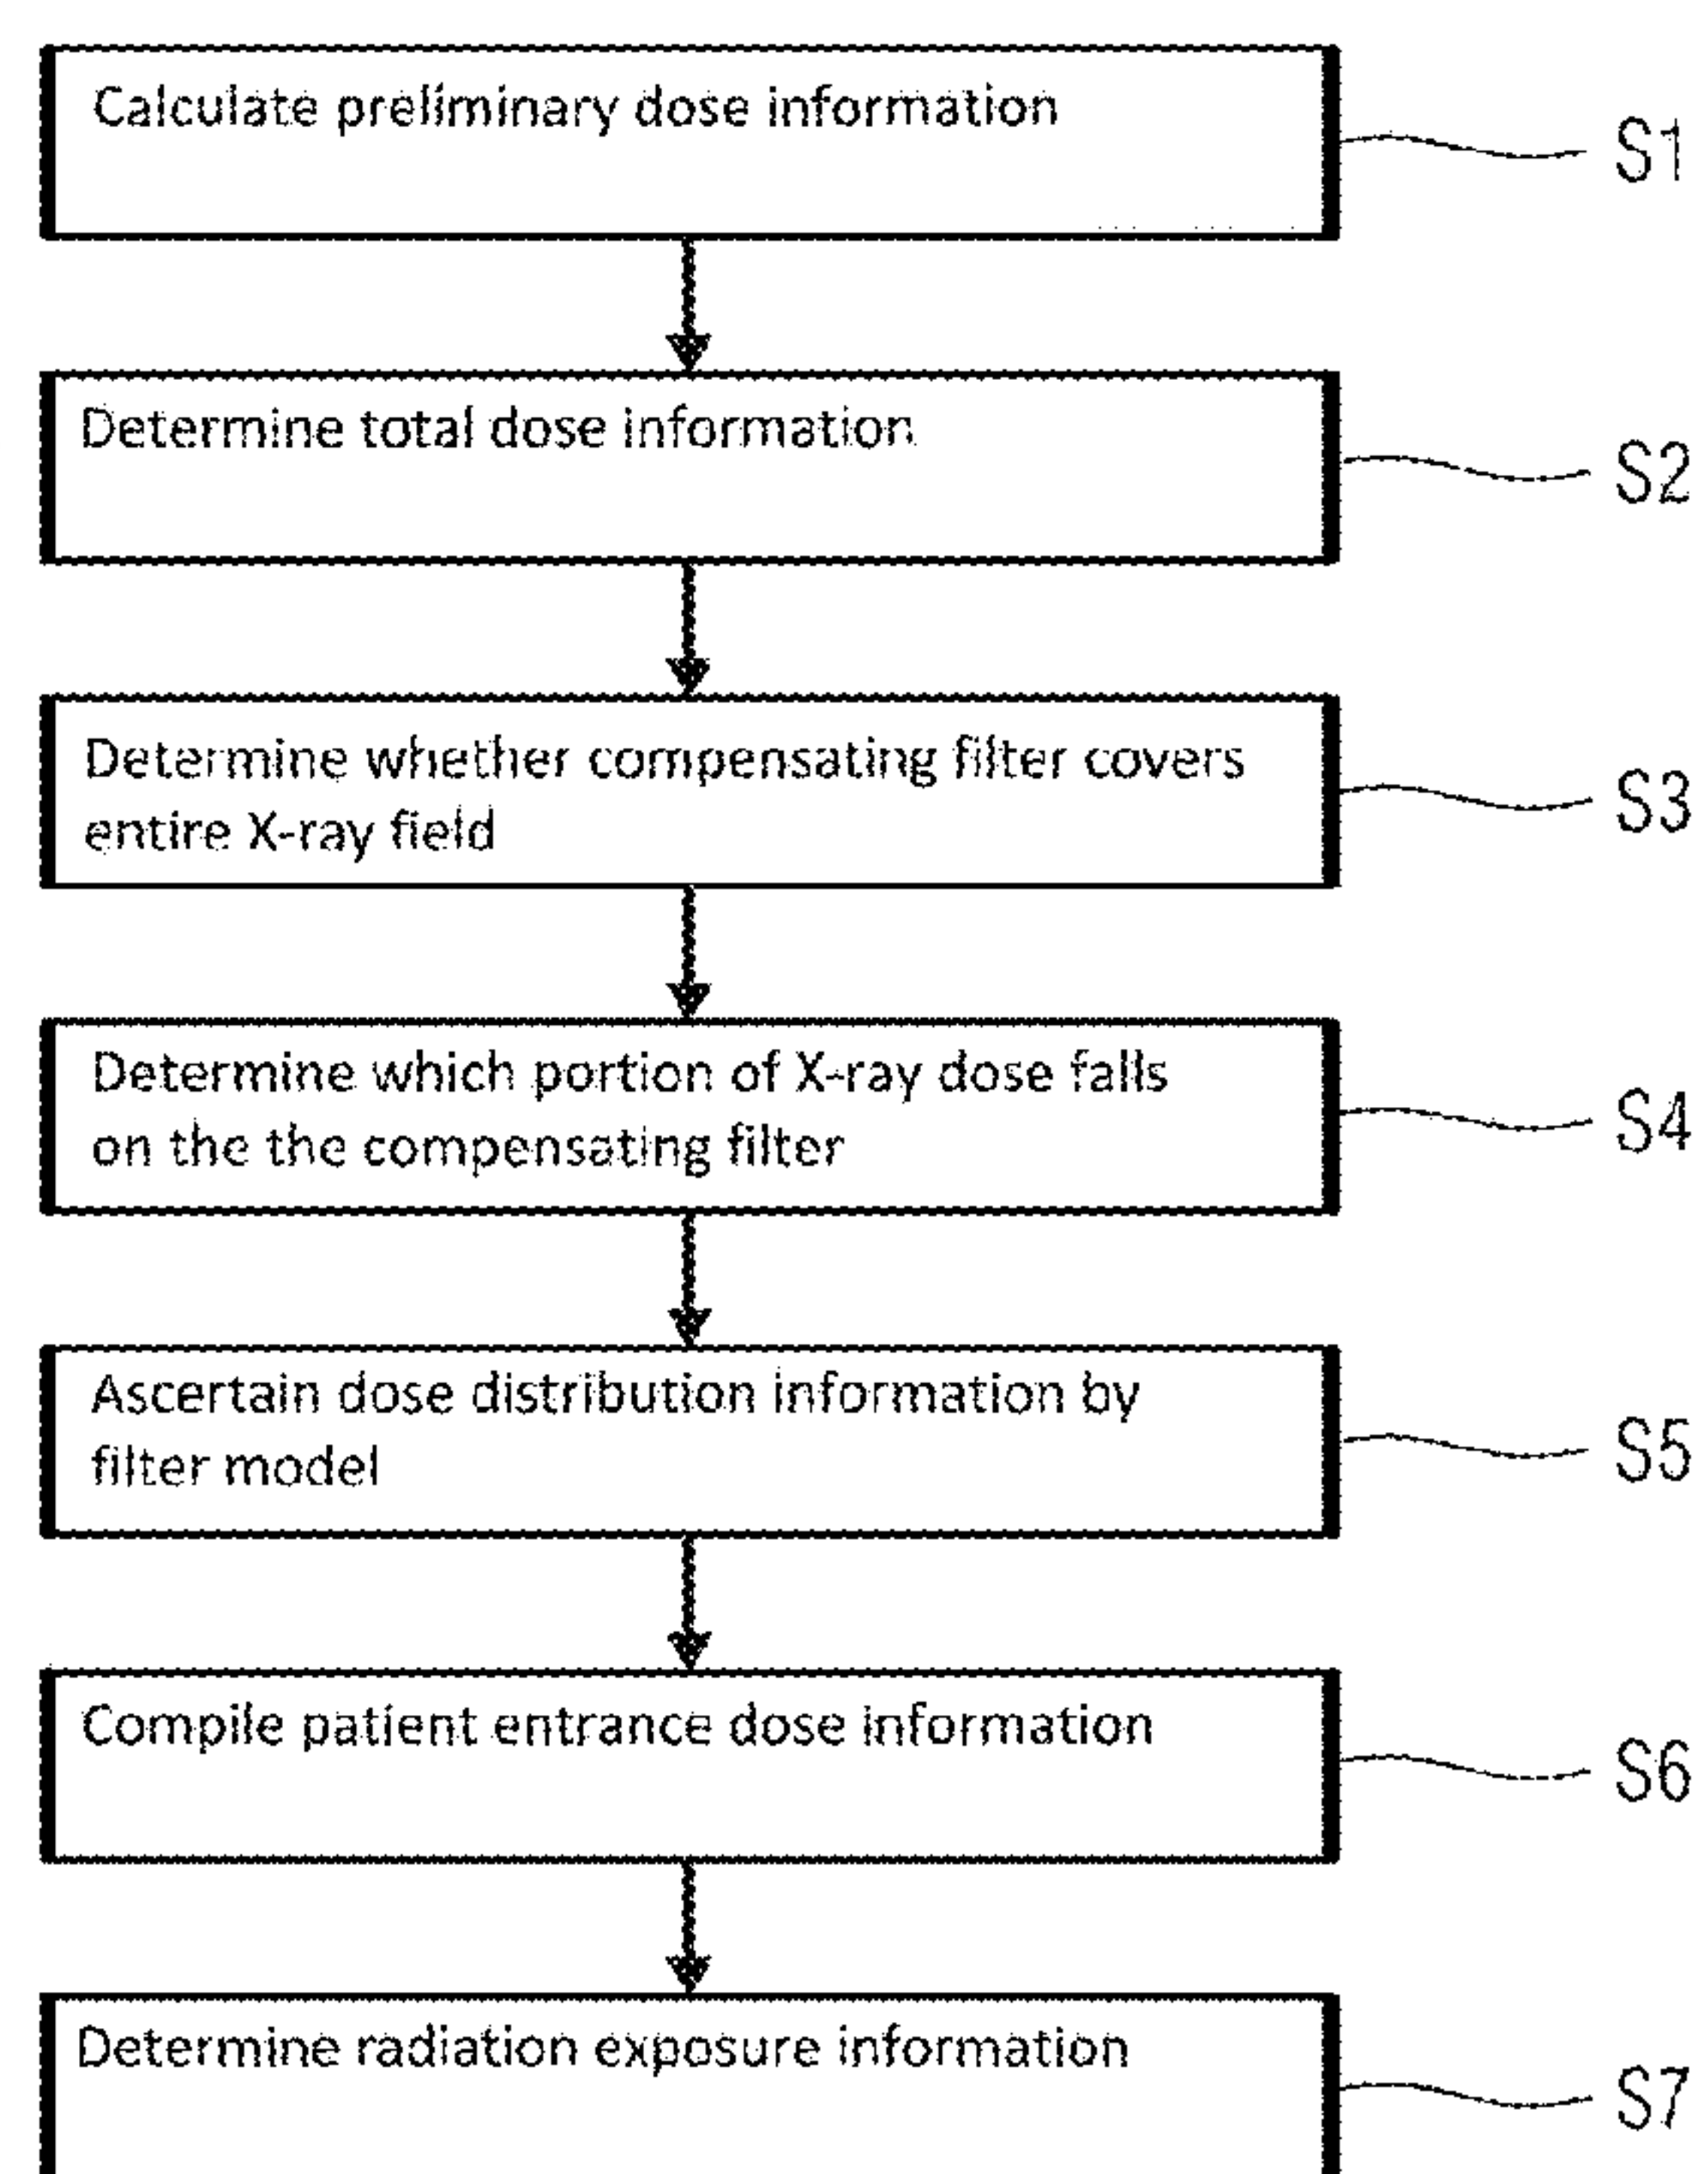 Calculate preliminary dose information
S1
Determine total dose information
S2
Determine whether compensating filter covers
entire X-ray field
S3
Determine which portion of X-ray dose falls
on the the compensating filter
S4
Ascertain dose distribution information by
filter model
S5
Compile patient entrance dose information
S6
Determine radiation exposure information
S7